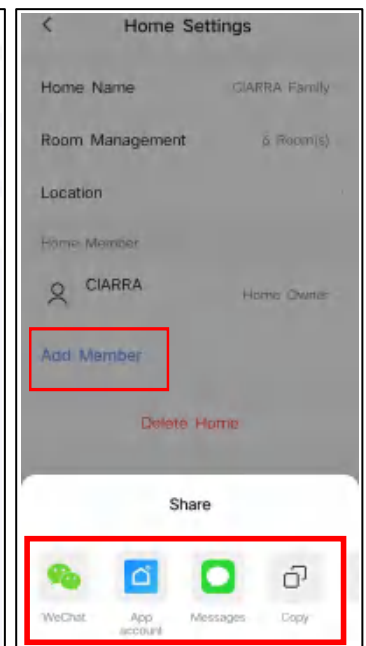 Home Settings
Home Name CIARRA Family
Room Management 6 Room(s)
Location
Home Member
CIARRA Home Owner
Add Member
Delete Home
Share
WeChat App account Messages Copy